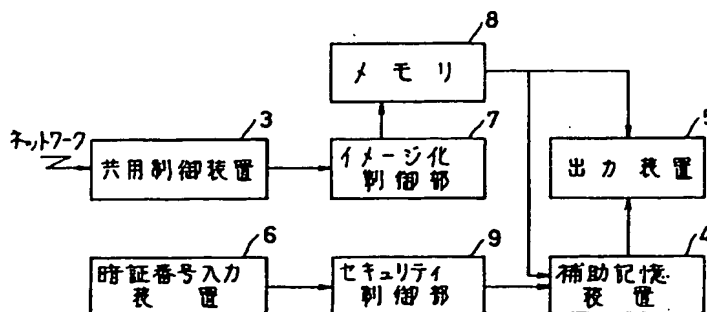 8
メモリ
ネットワーク
3
共用制御装置
7
イメージ化
制御部
5
出力装置
6
暗証番号入力
装置
9
セキュリティ
制御部
4
補助記憶
装置